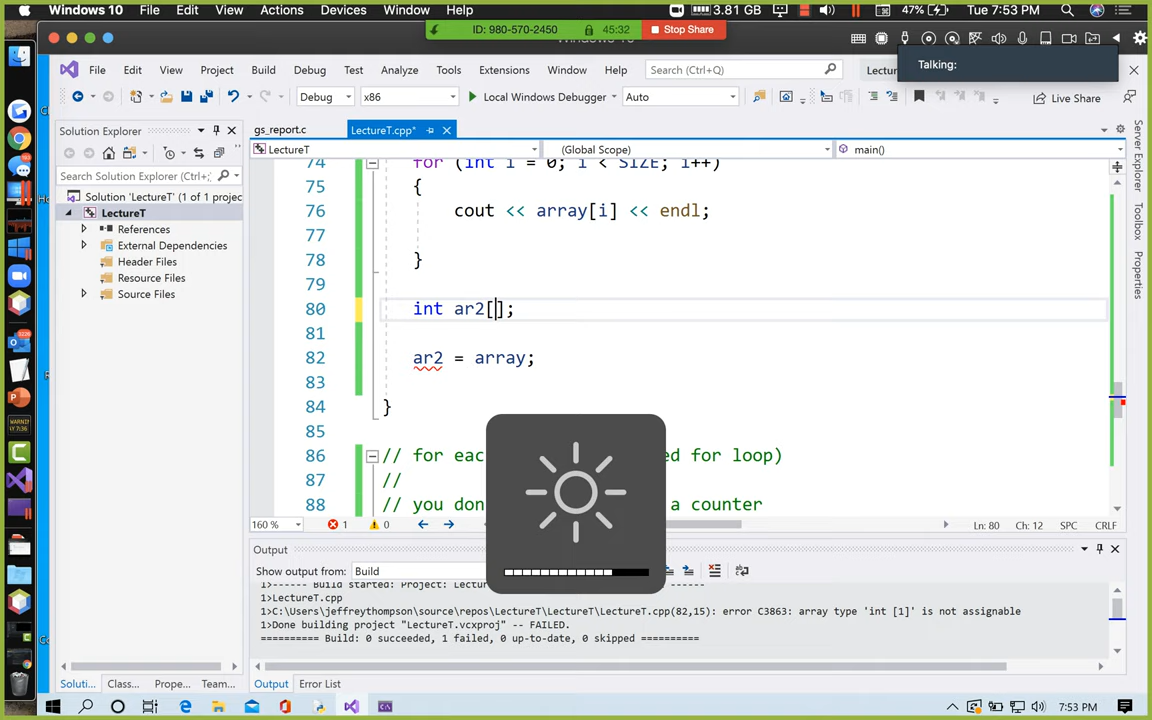 Windows 10 File Edit View Actions Devices Window Help 3.81 GB 47% Tue 7:53 PM
ID: 980-570-2450 45:32 Stop Share
Talking:
File Edit View Project Build Debug Test Analyze Tools Extensions Window Help Search (Ctrl+Q) Lectur
Debug x86 Local Windows Debugger Auto Live Share
Solution Explorer
gs_report.c LectureT.cpp*
LectureT (Global Scope) main()
Search Solution Explorer (Ctrl+;
Solution 'LectureT' (1 of 1 project
LectureT
References
External Dependencies
Header Files
Resource Files
Source Files
74 for (int i = 0; i < SIZE; i++)
75 {
76 cout << array[i] << endl;
77
78 }
79
80 int ar2[];
81
82 ar2 = array;
83
84 }
85
86 // for eac ed for loop)
87 //
88 // you don a counter
160 % 1 0 Ln: 80 Ch: 12 SPC CRLF
Server Explorer
Toolbox
Properties
Output
Show output from: Build
1>------ Build started: Project: Lectu
1>LectureT.cpp
1>C:\Users\jeffreythompson\source\repos\LectureT\LectureT\LectureT.cpp(82,15): error C3863: array type 'int [1]' is not assignable
1>Done building project "LectureT.vcxproj" -- FAILED.
========== Build: 0 succeeded, 1 failed, 0 up-to-date, 0 skipped ==========
Soluti... Class... Prope... Team... Output Error List
7:53 PM